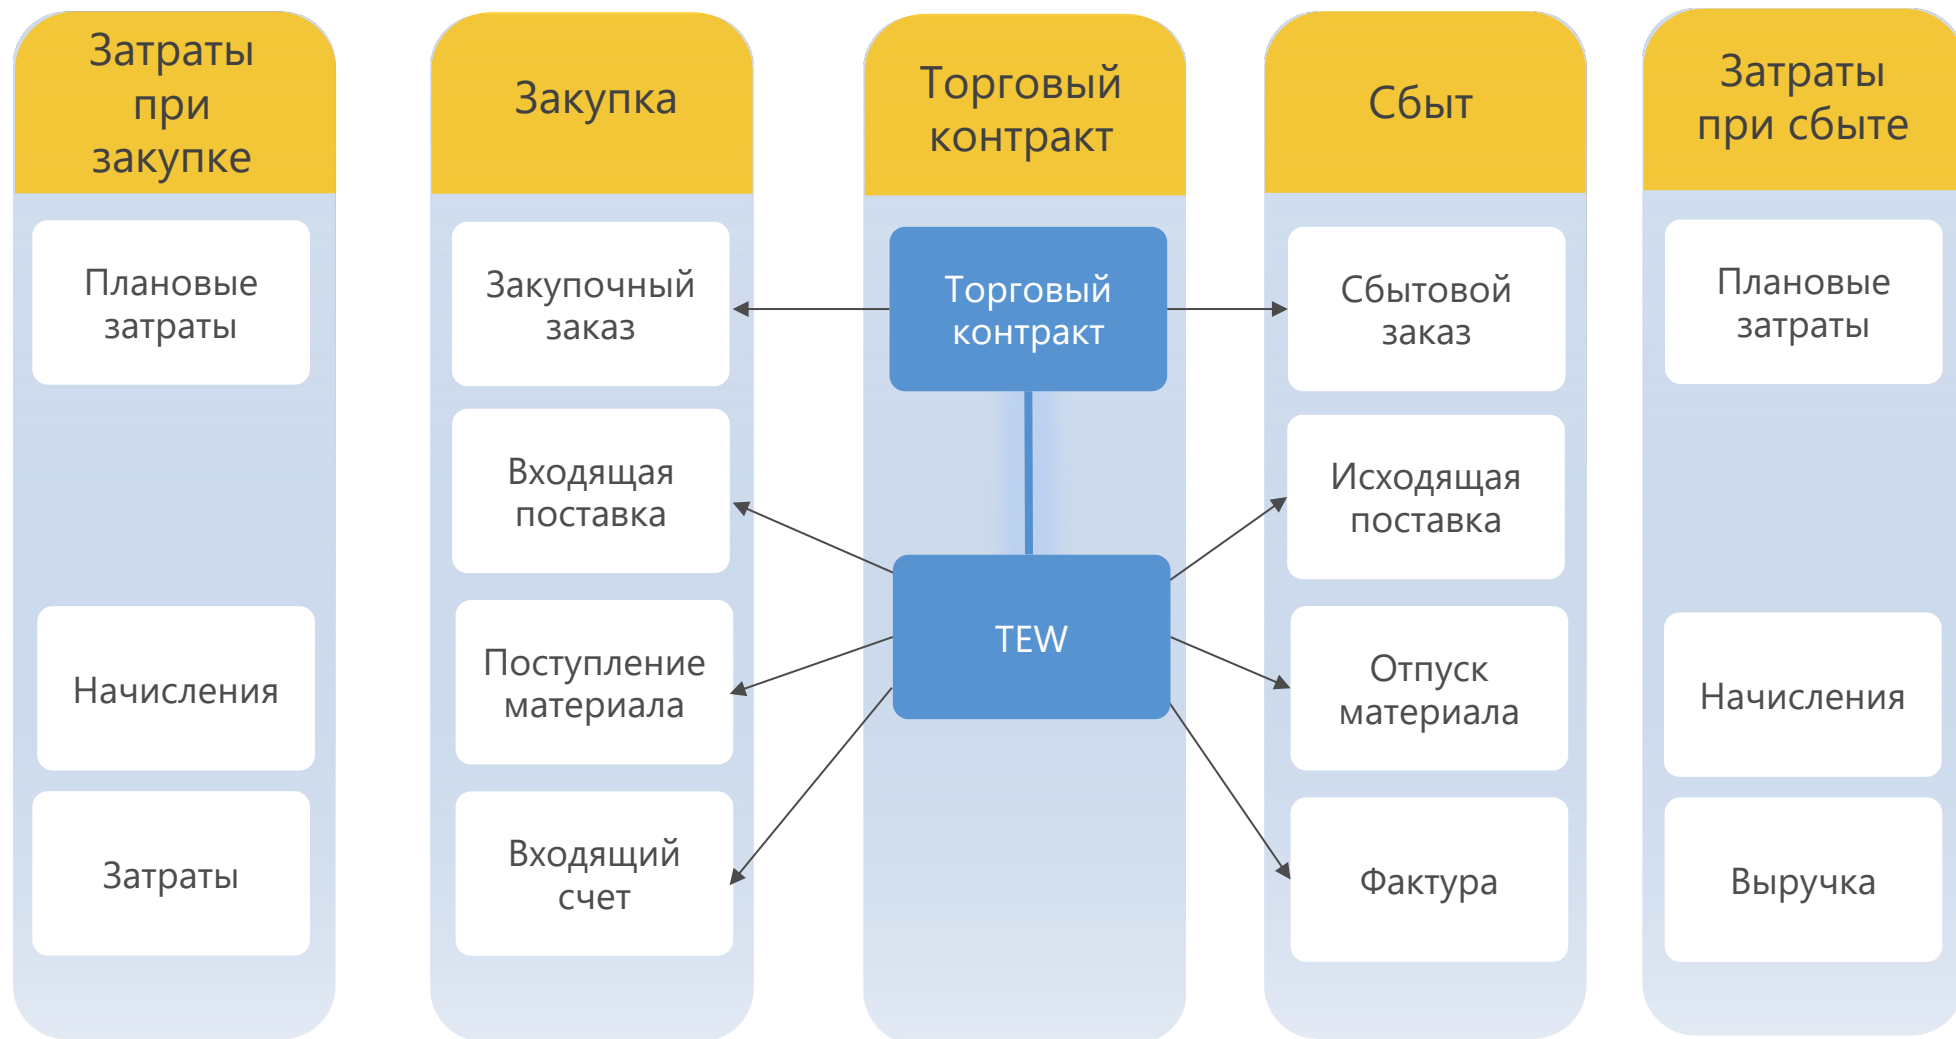 Затраты
при
закупке
Плановые
затраты
Начисления
Затраты
Закупка
Закупочный
заказ
Входящая
поставка
Поступление
материала
Входящий
счет
Торговый
контракт
Торговый
контракт
TEW
Сбыт
Сбытовой
заказ
Исходящая
поставка
Отпуск
материала
Фактура
Затраты
при сбыте
Плановые
затраты
Начисления
Выручка